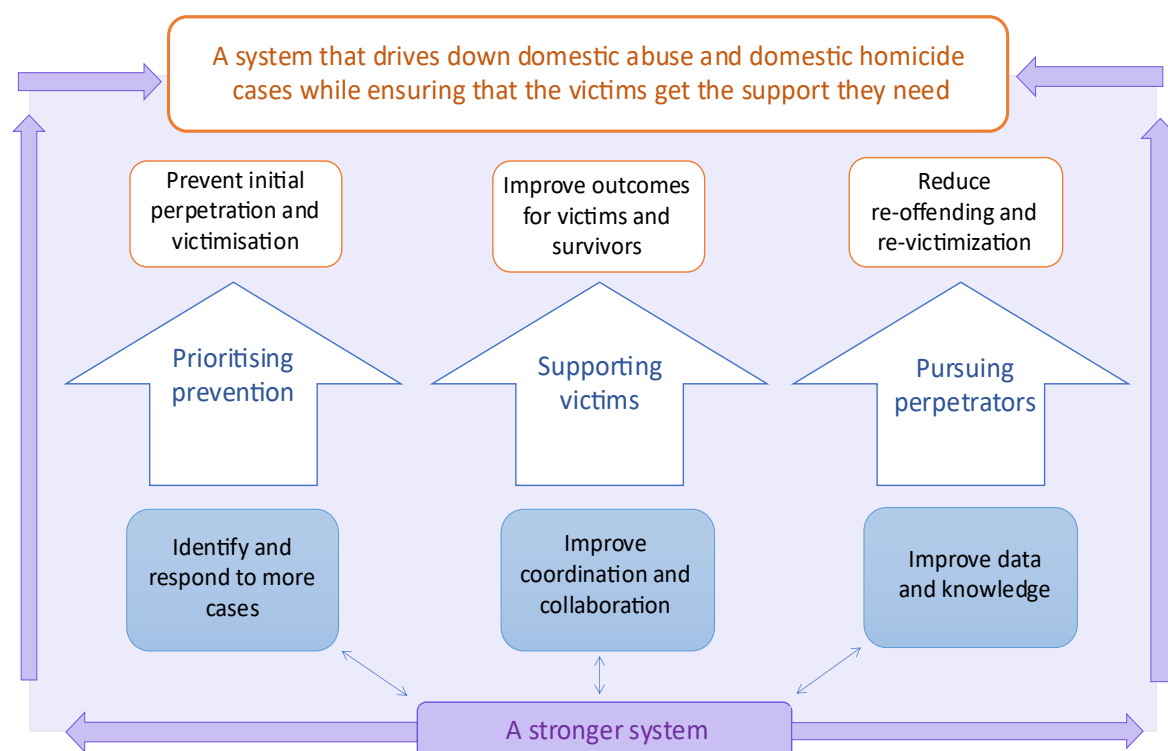 A system that drives down domestic abuse and domestic homicide
cases while ensuring that the victims get the support they need
Prevent initial
perpetration and
victimisation
Improve outcomes
for victims and
survivors
Reduce
re-offending and
re-victimization
Prioritising
prevention
Supporting
victims
Pursuing
perpetrators
Identify and
respond to more
cases
Improve
coordination and
collaboration
Improve data
and knowledge
A stronger system